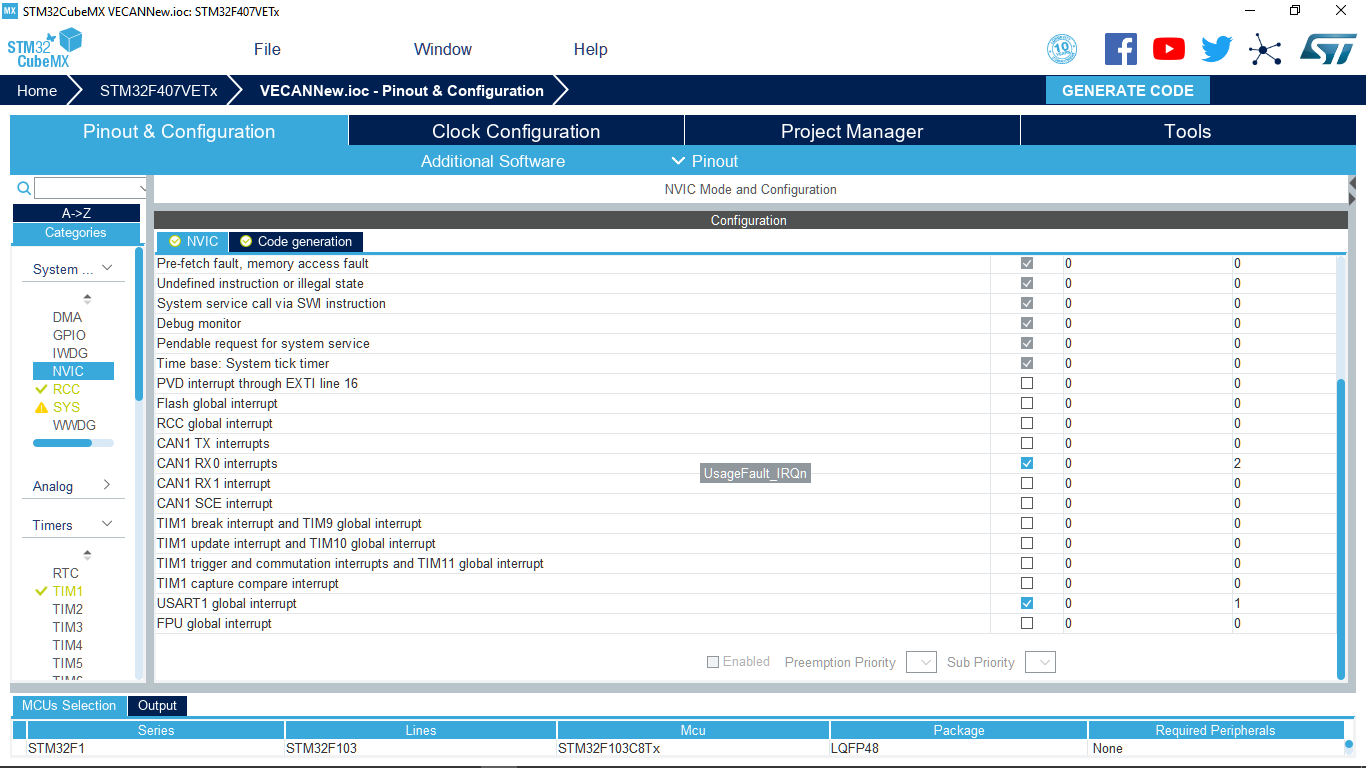 MX STM32CubeMX VECANNew.ioc: STM32F407VETx
STM32 CubeMX
File Window Help
10
ST
Home STM32F407VETx VECANNew.ioc - Pinout & Configuration GENERATE CODE
Pinout & Configuration Clock Configuration Project Manager Tools
Additional Software Pinout
NVIC Mode and Configuration
A->Z
Categories
System ...
DMA
GPIO
IWDG
NVIC
RCC
SYS
WWDG
Analog
Timers
RTC
TIM1
TIM2
TIM3
TIM4
TIM5
Configuration
NVIC Code generation
Pre-fetch fault, memory access fault 0 0
Undefined instruction or illegal state 0 0
System service call via SWI instruction 0 0
Debug monitor 0 0
Pendable request for system service 0 0
Time base: System tick timer 0 0
PVD interrupt through EXTI line 16 0 0
Flash global interrupt 0 0
RCC global interrupt 0 0
CAN1 TX interrupts 0 0
CAN1 RX0 interrupts 0 2
UsageFault_IRQn
CAN1 RX1 interrupt 0 0
CAN1 SCE interrupt 0 0
TIM1 break interrupt and TIM9 global interrupt 0 0
TIM1 update interrupt and TIM10 global interrupt 0 0
TIM1 trigger and commutation interrupts and TIM11 global interrupt 0 0
TIM1 capture compare interrupt 0 0
USART1 global interrupt 0 1
FPU global interrupt 0 0
Enabled Preemption Priority Sub Priority
MCUs Selection Output
Series Lines Mcu Package Required Peripherals
STM32F1 STM32F103 STM32F103C8Tx LQFP48 None